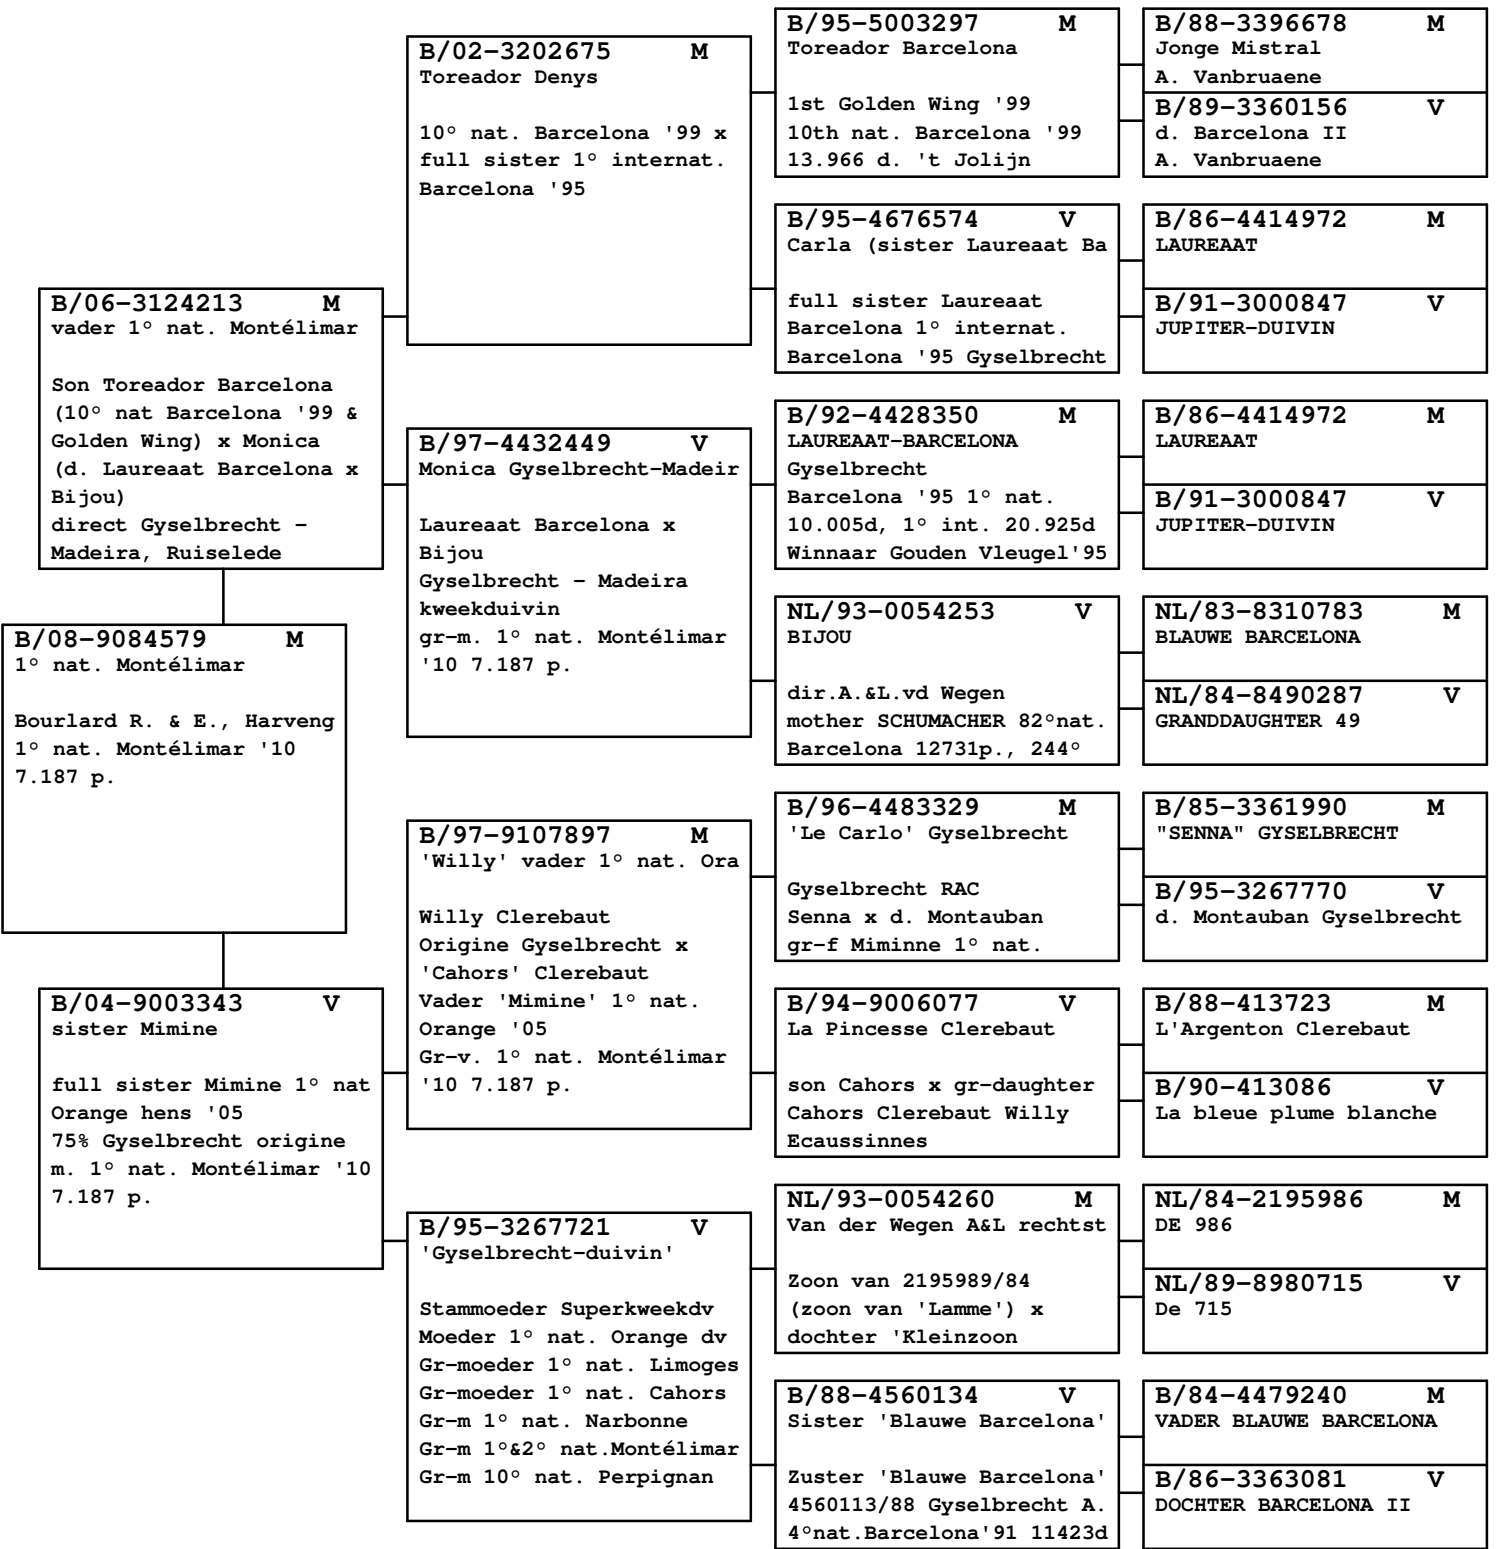 B/08-9084579 M
1° nat. Montélimar
Bourlard R. & E., Harveng
1° nat. Montélimar '10
7.187 p.
B/06-3124213 M
vader 1° nat. Montélimar
Son Toreador Barcelona
(10° nat Barcelona '99 &
Golden Wing) x Monica
(d. Laureaat Barcelona x
Bijou)
direct Gyselbrecht -
Madeira, Ruiselede
B/04-9003343 V
sister Mimine
full sister Mimine 1° nat
Orange hens '05
75% Gyselbrecht origine
m. 1° nat. Montélimar '10
7.187 p.
B/02-3202675 M
Toreador Denys
10° nat. Barcelona '99 x
full sister 1° internat.
Barcelona '95
B/97-4432449 V
Monica Gyselbrecht-Madeir
Laureaat Barcelona x
Bijou
Gyselbrecht - Madeira
kweekduivin
gr-m. 1° nat. Montélimar
'10 7.187 p.
B/97-9107897 M
'Willy' vader 1° nat. Ora
Willy Clerebaut
Origine Gyselbrecht x
'Cahors' Clerebaut
Vader 'Mimine' 1° nat.
Orange '05
Gr-v. 1° nat. Montélimar
'10 7.187 p.
B/95-3267721 V
'Gyselbrecht-duivin'
Stammoeder Superkweekdv
Moeder 1° nat. Orange dv
Gr-moeder 1° nat. Limoges
Gr-moeder 1° nat. Cahors
Gr-m 1° nat. Narbonne
Gr-m 1°&2° nat.Montélimar
Gr-m 10° nat. Perpignan
B/95-5003297 M
Toreador Barcelona
1st Golden Wing '99
10th nat. Barcelona '99
13.966 d. 't Jolijn
B/95-4676574 V
Carla (sister Laureaat Ba
full sister Laureaat
Barcelona 1° internat.
Barcelona '95 Gyselbrecht
B/92-4428350 M
LAUREAAT-BARCELONA
Gyselbrecht
Barcelona '95 1° nat.
10.005d, 1° int. 20.925d
Winnaar Gouden Vleugel'95
NL/93-0054253 V
BIJOU
dir.A.&L.vd Wegen
mother SCHUMACHER 82°nat.
Barcelona 12731p., 244°
B/96-4483329 M
'Le Carlo' Gyselbrecht
Gyselbrecht RAC
Senna x d. Montauban
gr-f Miminne 1° nat.
B/94-9006077 V
La Pincesse Clerebaut
son Cahors x gr-daughter
Cahors Clerebaut Willy
Ecaussinnes
NL/93-0054260 M
Van der Wegen A&L rechtst
Zoon van 2195989/84
(zoon van 'Lamme') x
dochter 'Kleinzoon
B/88-4560134 V
Sister 'Blauwe Barcelona'
Zuster 'Blauwe Barcelona'
4560113/88 Gyselbrecht A.
4°nat.Barcelona'91 11423d
B/88-3396678 M
Jonge Mistral
A. Vanbruaene
B/89-3360156 V
d. Barcelona II
A. Vanbruaene
B/86-4414972 M
LAUREAAT
B/91-3000847 V
JUPITER-DUIVIN
B/86-4414972 M
LAUREAAT
B/91-3000847 V
JUPITER-DUIVIN
NL/83-8310783 M
BLAUWE BARCELONA
NL/84-8490287 V
GRANDDAUGHTER 49
B/85-3361990 M
"SENNA" GYSELBRECHT
B/95-3267770 V
d. Montauban Gyselbrecht
B/88-413723 M
L'Argenton Clerebaut
B/90-413086 V
La bleue plume blanche
NL/84-2195986 M
DE 986
NL/89-8980715 V
De 715
B/84-4479240 M
VADER BLAUWE BARCELONA
B/86-3363081 V
DOCHTER BARCELONA II